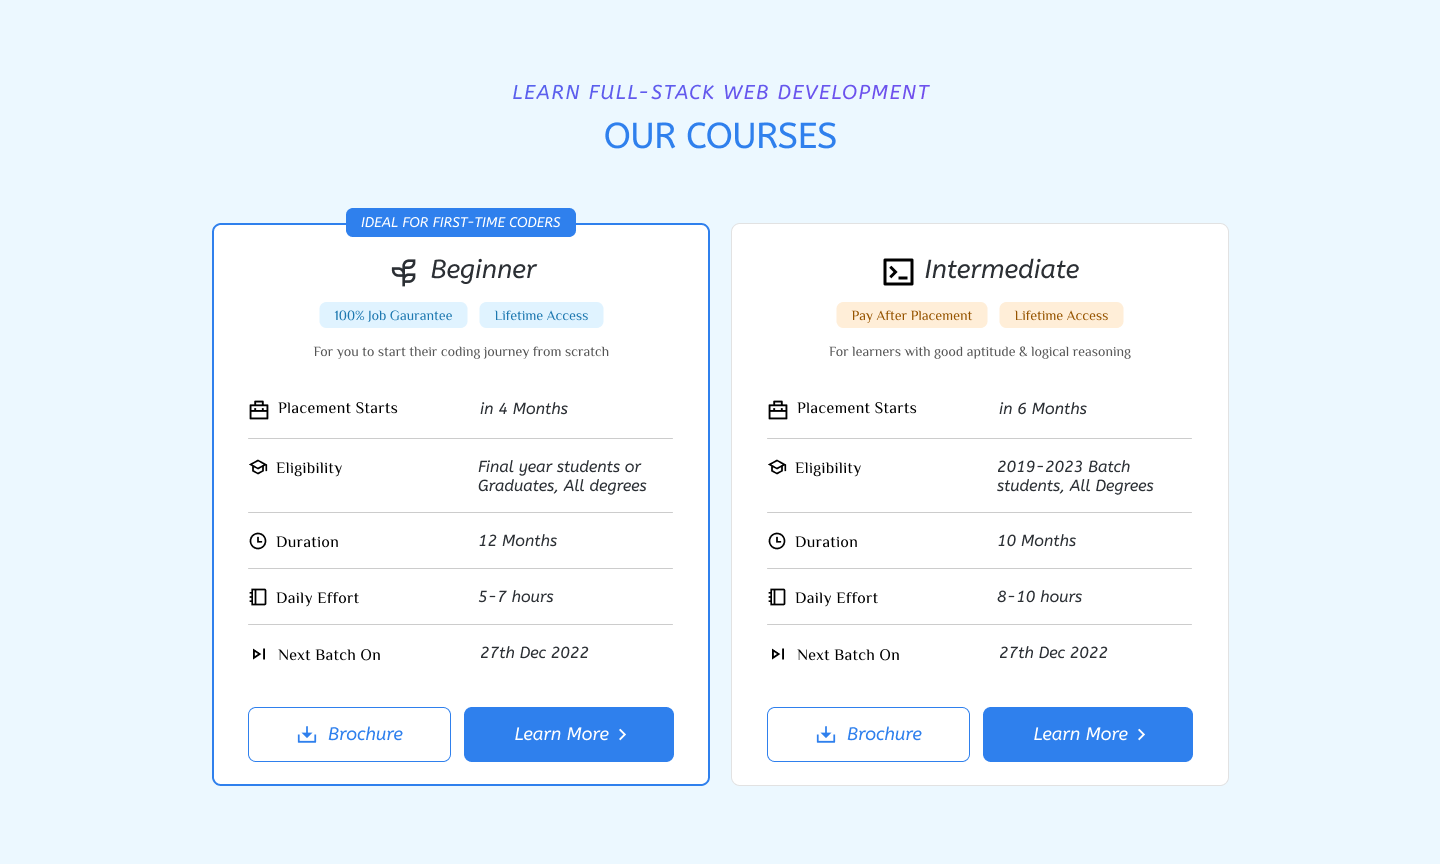 LEARN FULL-STACK WEB DEVELOPMENT
OUR COURSES
IDEAL FOR FIRST-TIME CODERS
Beginner
100% Job Gaurantee
Lifetime Access
For you to start their coding journey from scratch
Placement Starts
in 4 Months
Eligibility
Final year students or
Graduates, All degrees
Duration
12 Months
Daily Effort
5-7 hours
Next Batch On
27th Dec 2022
Brochure
Learn More
Intermediate
Pay After Placement
Lifetime Access
For learners with good aptitude & logical reasoning
Placement Starts
in 6 Months
Eligibility
2019-2023 Batch
students, All Degrees
Duration
10 Months
Daily Effort
8-10 hours
Next Batch On
27th Dec 2022
Brochure
Learn More